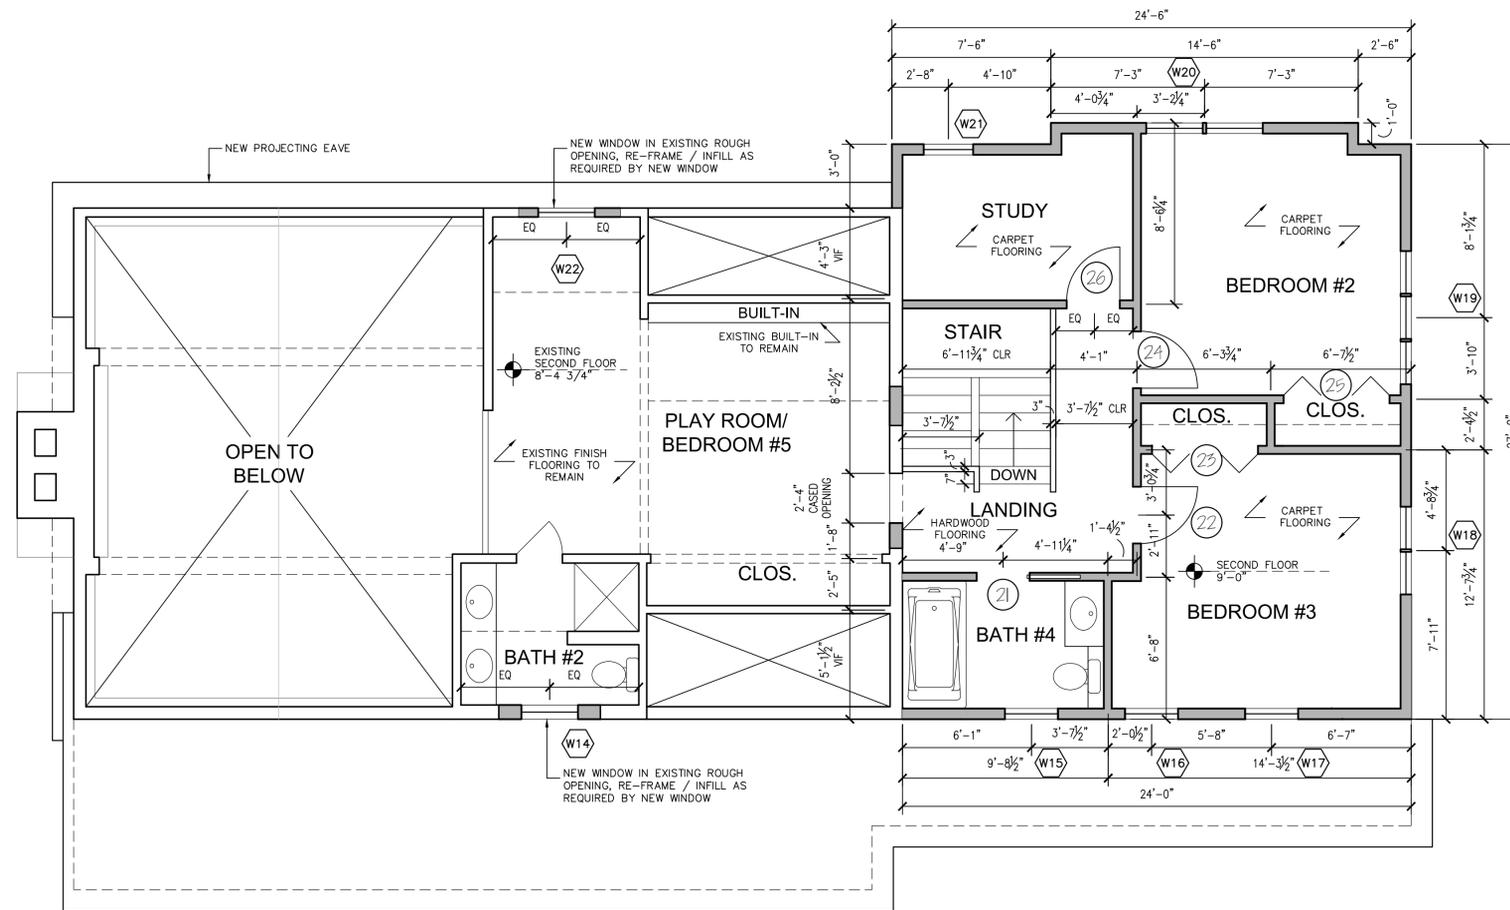 24'-6"
7'-6"
14'-6"
2'-6"
2'-8"
4'-10"
7'-3"
W20
7'-3"
4'-0¾"
3'-2¼"
1'-0"
W21
NEW PROJECTING EAVE
NEW WINDOW IN EXISTING ROUGH
OPENING, RE-FRAME / INFILL AS
REQUIRED BY NEW WINDOW
3'-0"
STUDY
CARPET
FLOORING
8'-6¼"
CARPET
FLOORING
8'-1¾"
EQ
EQ
W22
4'-3"
VIF
26
BEDROOM #2
W19
BUILT-IN
EXISTING BUILT-IN
TO REMAIN
STAIR
6'-11¾" CLR
EQ
EQ
4'-1"
24
6'-3¾"
6'-7½"
3'-10"
EXISTING
SECOND FLOOR
8'-4 3/4"
8'-2½"
25
PLAY ROOM/
BEDROOM #5
3'-7½"
3"
3'-7½" CLR
CLOS.
CLOS.
2'-4½"
OPEN TO
BELOW
EXISTING FINISH
FLOORING TO
REMAIN
3"
7"
DOWN
23
3'-0¾"
2'-4"
CASED
OPENING
LANDING
HARDWOOD
FLOORING
1'-4½"
22
CARPET
FLOORING
4'-8¾"
W18
1'-8"
4'-9"
4'-11¼"
2'-11"
CLOS.
2'-5"
SECOND FLOOR
9'-0"
12'-7¾"
21
BEDROOM #3
BATH #4
BATH #2
EQ
EQ
5'-1½"
VIF
6'-8"
7'-11"
W14
6'-1"
3'-7½"
2'-0½"
5'-8"
6'-7"
9'-8½"
W15
W16
14'-3½"
W17
NEW WINDOW IN EXISTING ROUGH
OPENING, RE-FRAME / INFILL AS
REQUIRED BY NEW WINDOW
24'-0"